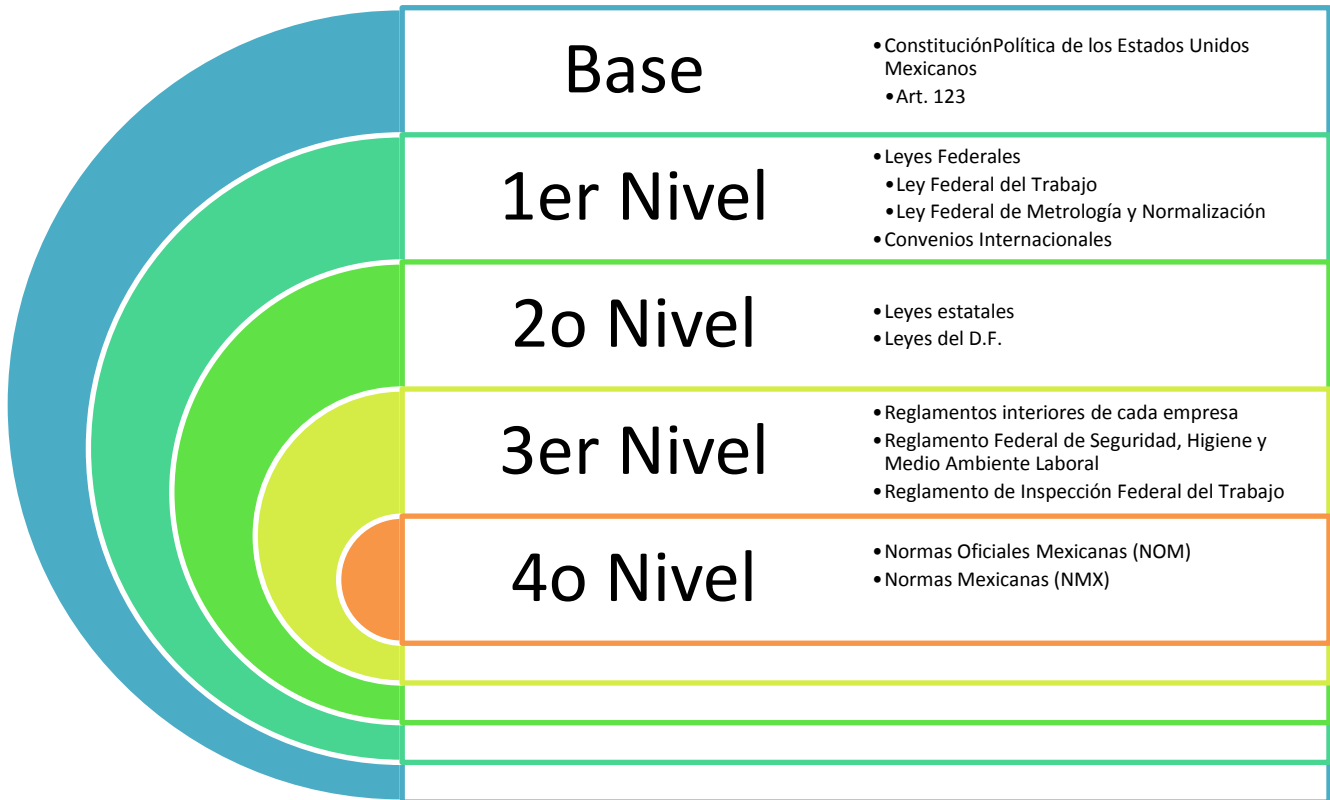 Base
•ConstituciónPolítica de los Estados Unidos
Mexicanos
•Art. 123
1er Nivel
•Leyes Federales
•Ley Federal del Trabajo
•Ley Federal de Metrología y Normalización
•Convenios Internacionales
2o Nivel
•Leyes estatales
•Leyes del D.F.
3er Nivel
•Reglamentos interiores de cada empresa
•Reglamento Federal de Seguridad, Higiene y
Medio Ambiente Laboral
•Reglamento de Inspección Federal del Trabajo
4o Nivel
•Normas Oficiales Mexicanas (NOM)
•Normas Mexicanas (NMX)